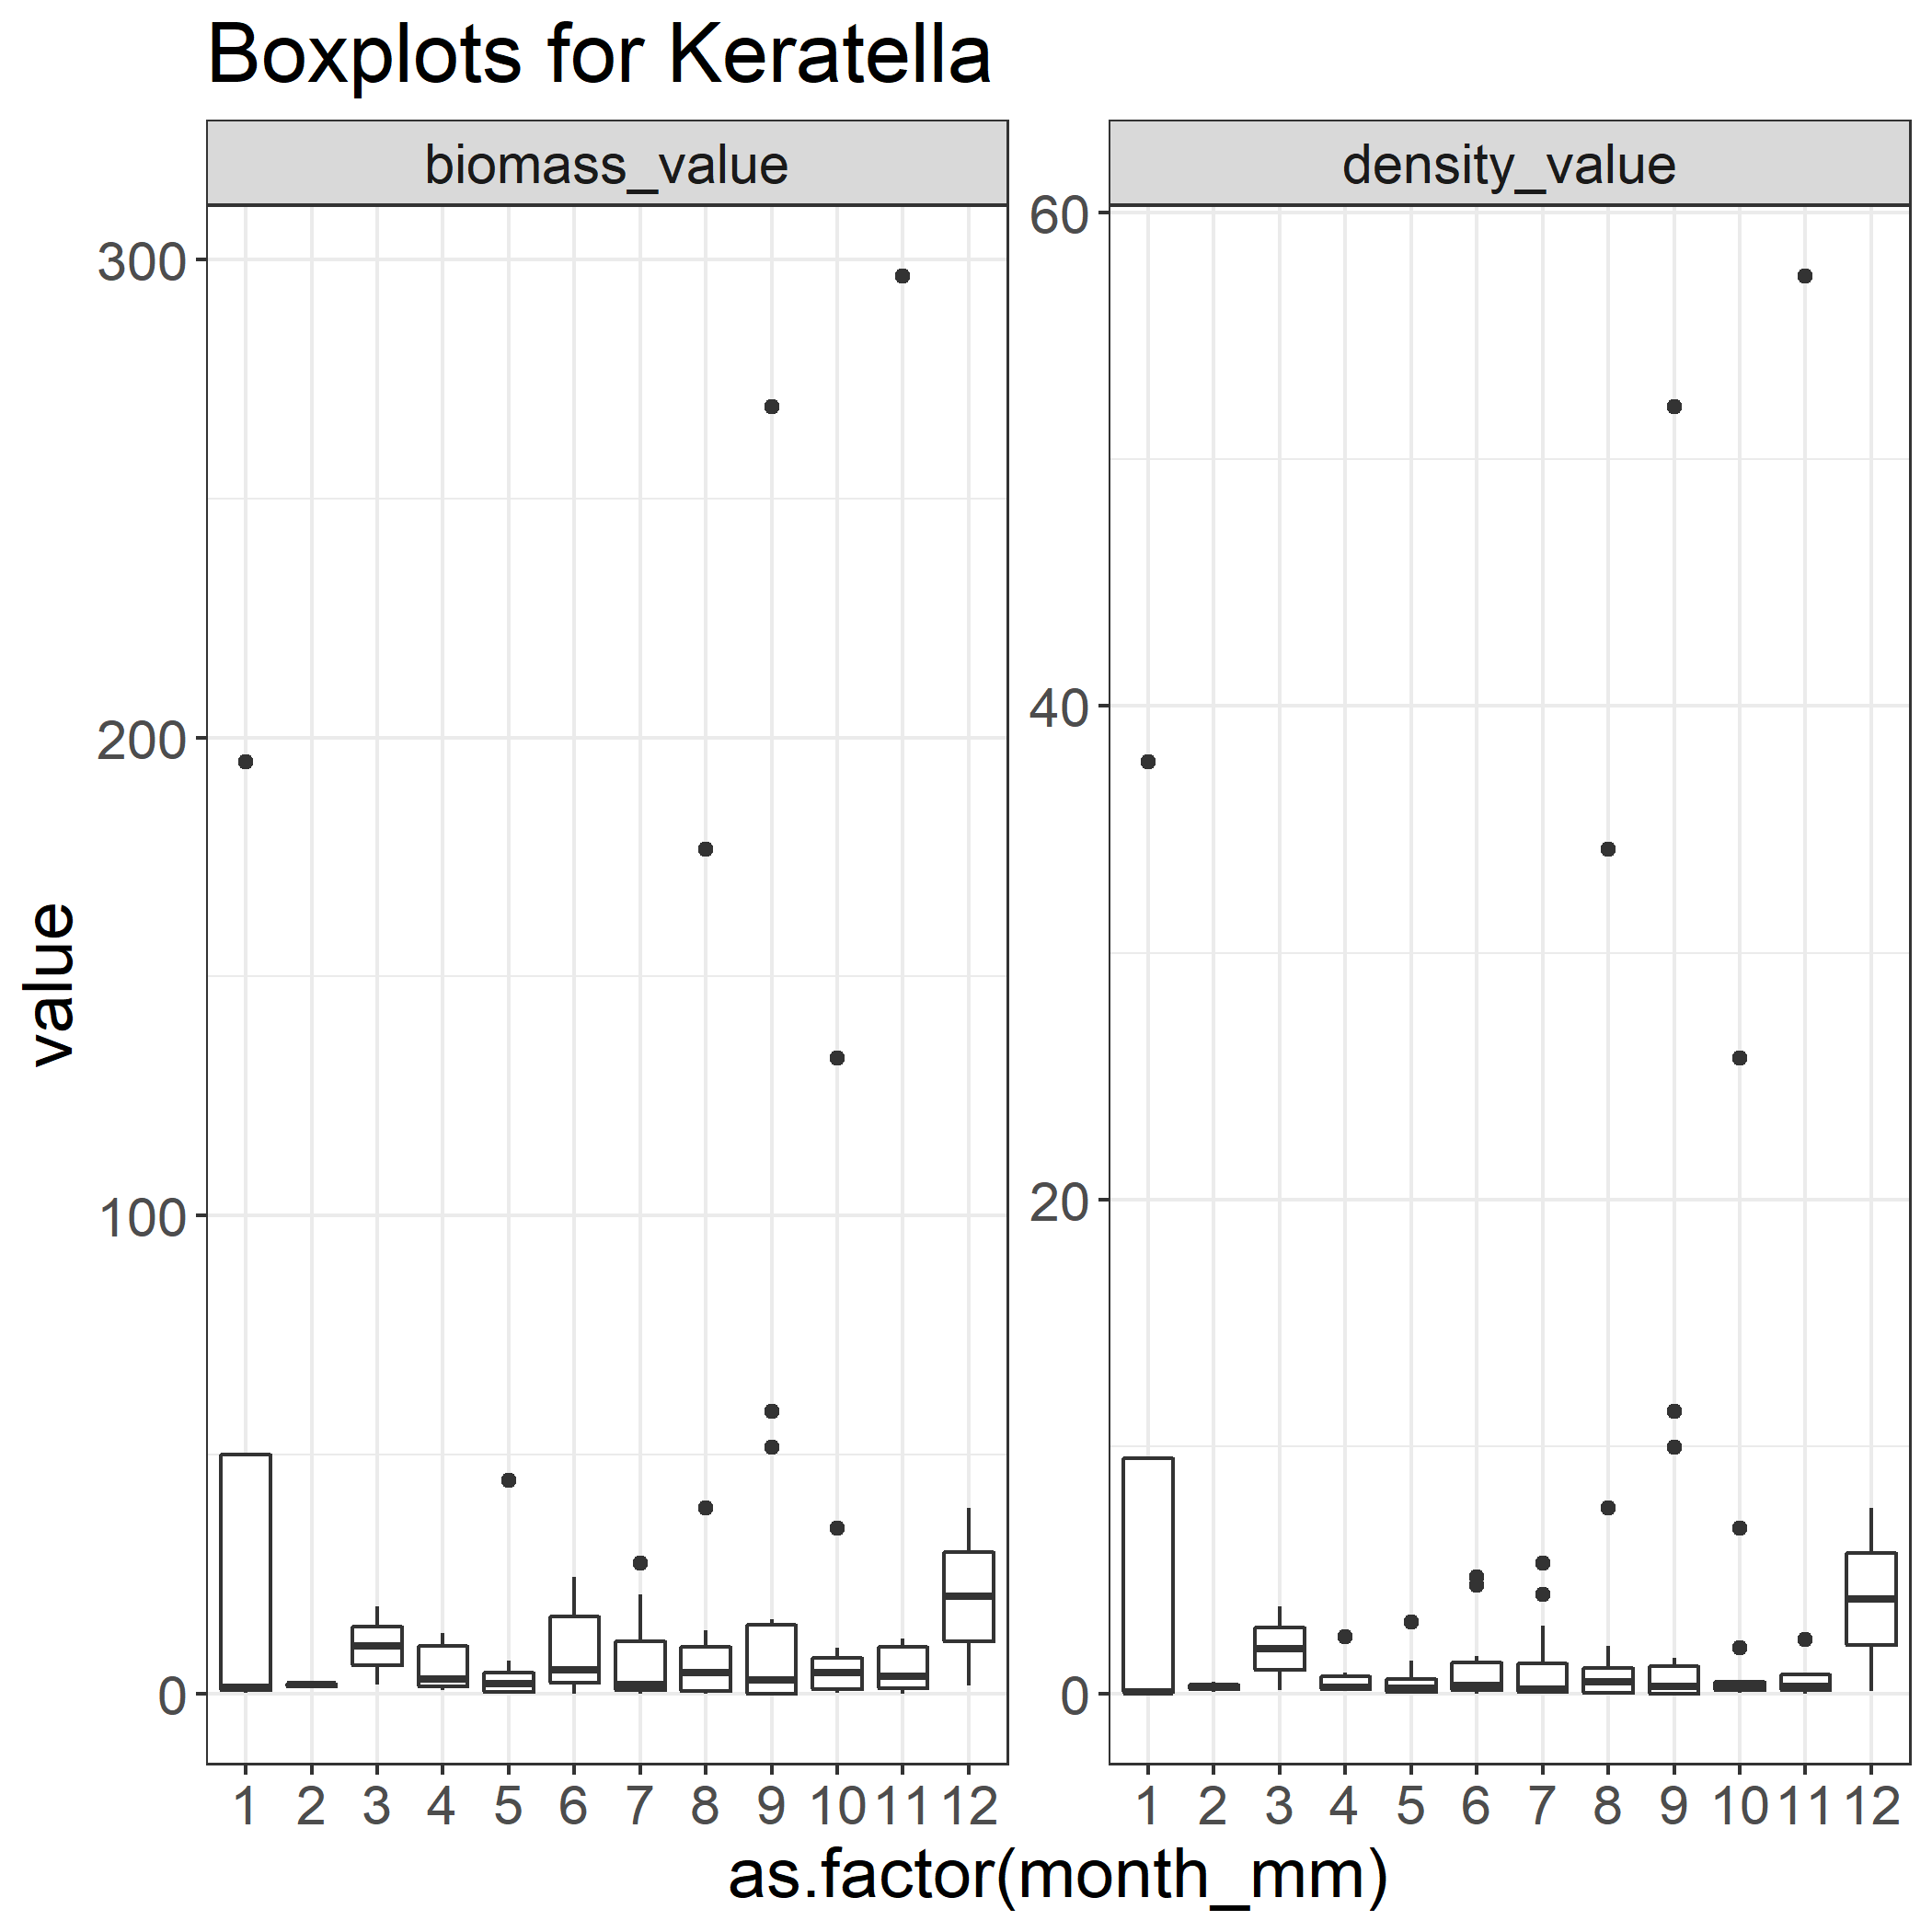 Boxplots for Keratella
biomass_value
density_value
300
200
100
0
60
40
20
0
value
1 2 3 4 5 6 7 8 9 10 11 12
1 2 3 4 5 6 7 8 9 10 11 12
as.factor(month_mm)